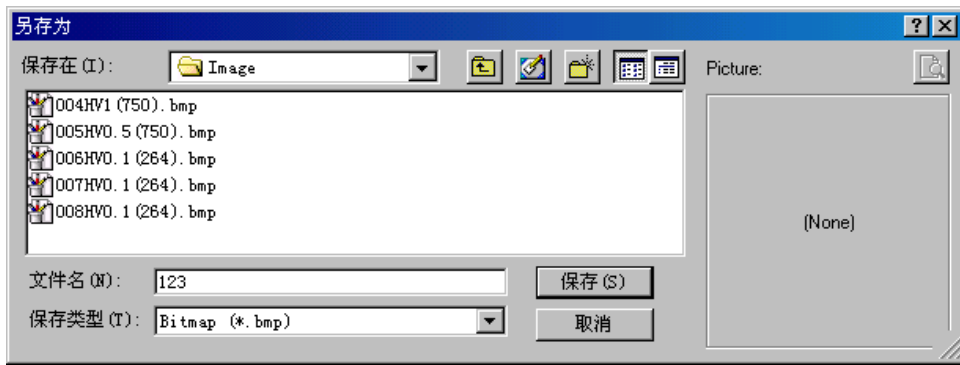 另存为
保存在(I): Image Picture:
004HV1(750).bmp
005HV0.5(750).bmp
006HV0.1(264).bmp
007HV0.1(264).bmp
008HV0.1(264).bmp
(None)
文件名(N): 123 保存(S)
保存类型(T): Bitmap (*.bmp) 取消